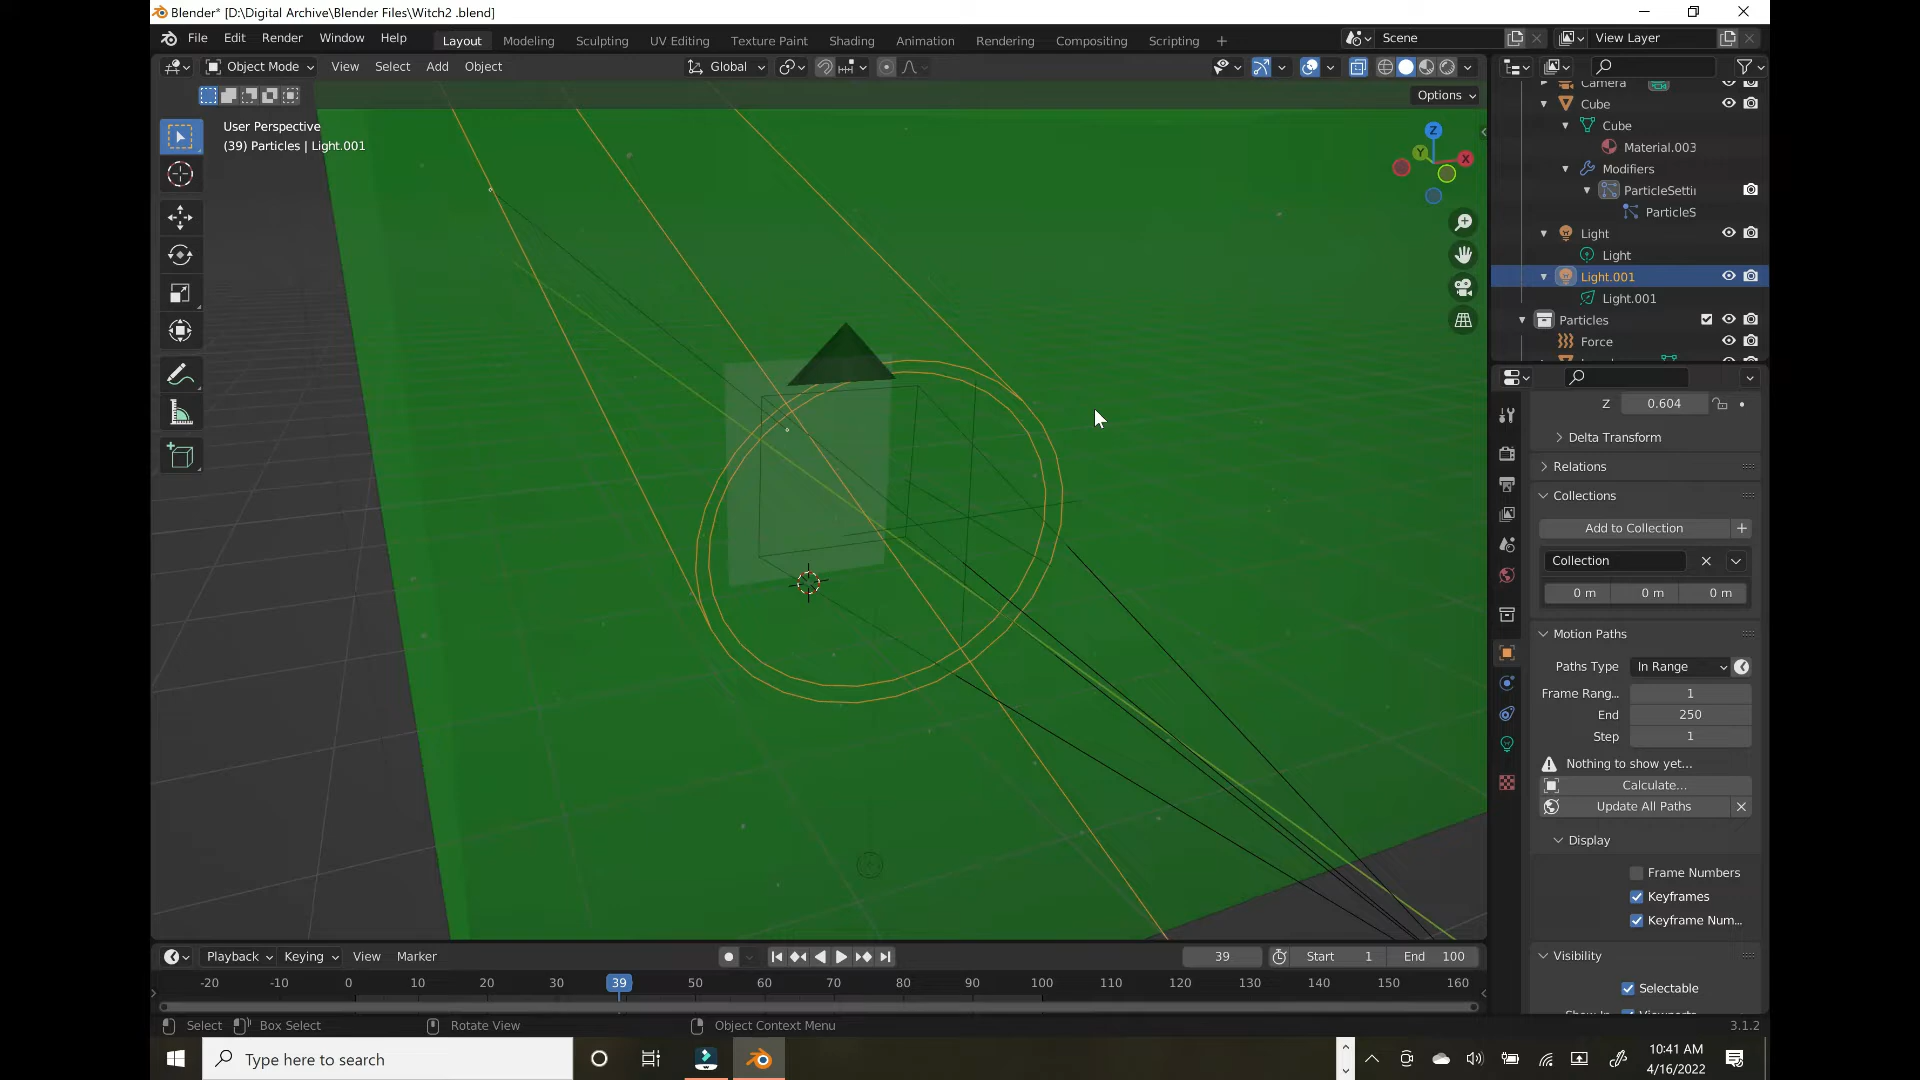 Blender* [D:\Digital Archive\Blender Files\Witch2 .blend]
File Edit Render Window Help
Layout Modeling Sculpting UV Editing Texture Paint Shading Animation Rendering Compositing Scripting +
Scene
View Layer
Object Mode View Select Add Object
Global
Options
User Perspective
(39) Particles | Light.001
Z
Y
X
Camera
Cube
Cube
Material.003
Modifiers
ParticleSetti
ParticleS
Light
Light
Light.001
Light.001
Particles
Force
Z 0.604
Delta Transform
Relations
Collections
Add to Collection
Collection
0 m 0 m 0 m
Motion Paths
Paths Type In Range
Frame Rang... 1
End 250
Step 1
Nothing to show yet...
Calculate...
Update All Paths
Display
Frame Numbers
Keyframes
Keyframe Num...
Visibility
Selectable
Playback Keying View Marker
39 Start 1 End 100
-20 -10 0 10 20 30 39 50 60 70 80 90 100 110 120 130 140 150 160
Select Box Select Rotate View Object Context Menu 3.1.2
Type here to search
10:41 AM
4/16/2022